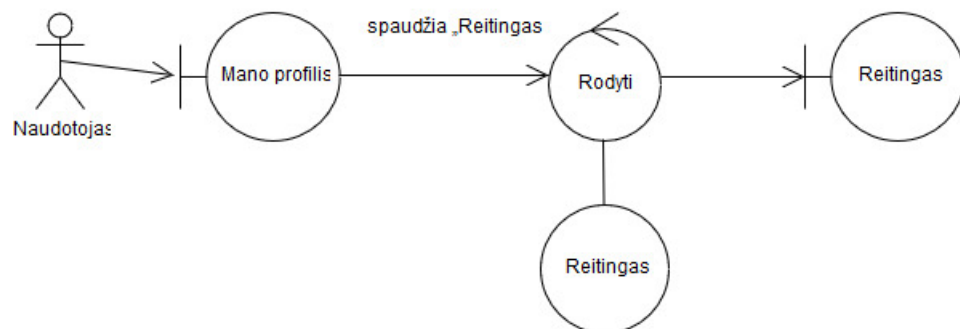 spaudžia „Reitingas
Mano profilis
Rodyti
Reitingas
Naudotojas
Reitingas